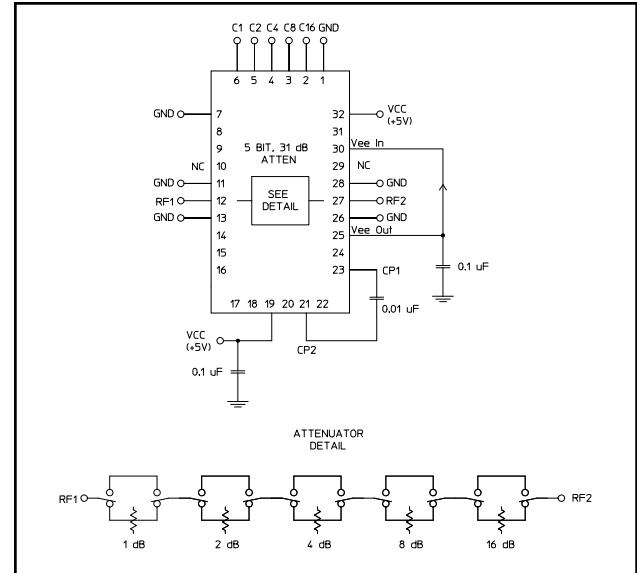 C1 C2 C4 C8 C16 GND
6 5 4 3 2 1
GND 7 32 VCC
(+5V)
8 31
9 5 BIT, 31 dB 30 Vee In
NC 10 ATTEN 29 NC
GND 11 28 GND
RF1 12 SEE 27 RF2
DETAIL
GND 13 26 GND
14 25 Vee Out
15 24
16 23 CP1
0.1 uF
17 18 19 20 21 22
0.01 uF
VCC
(+5V)
CP2
0.1 uF
ATTENUATOR
DETAIL
RF1 RF2
1 dB 2 dB 4 dB 8 dB 16 dB